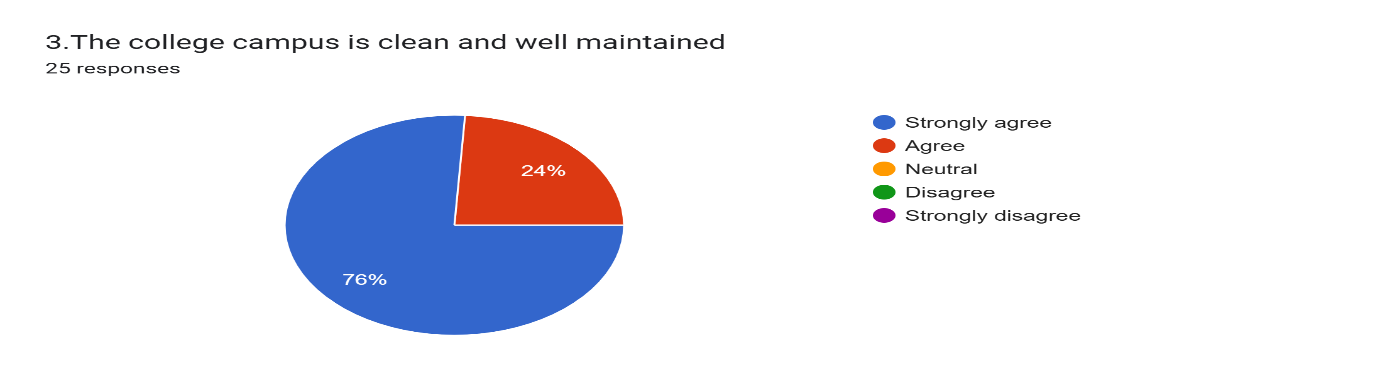 3.The college campus is clean and well maintained
25 responses
24%
76%
Strongly agree
Agree
Neutral
Disagree
Strongly disagree